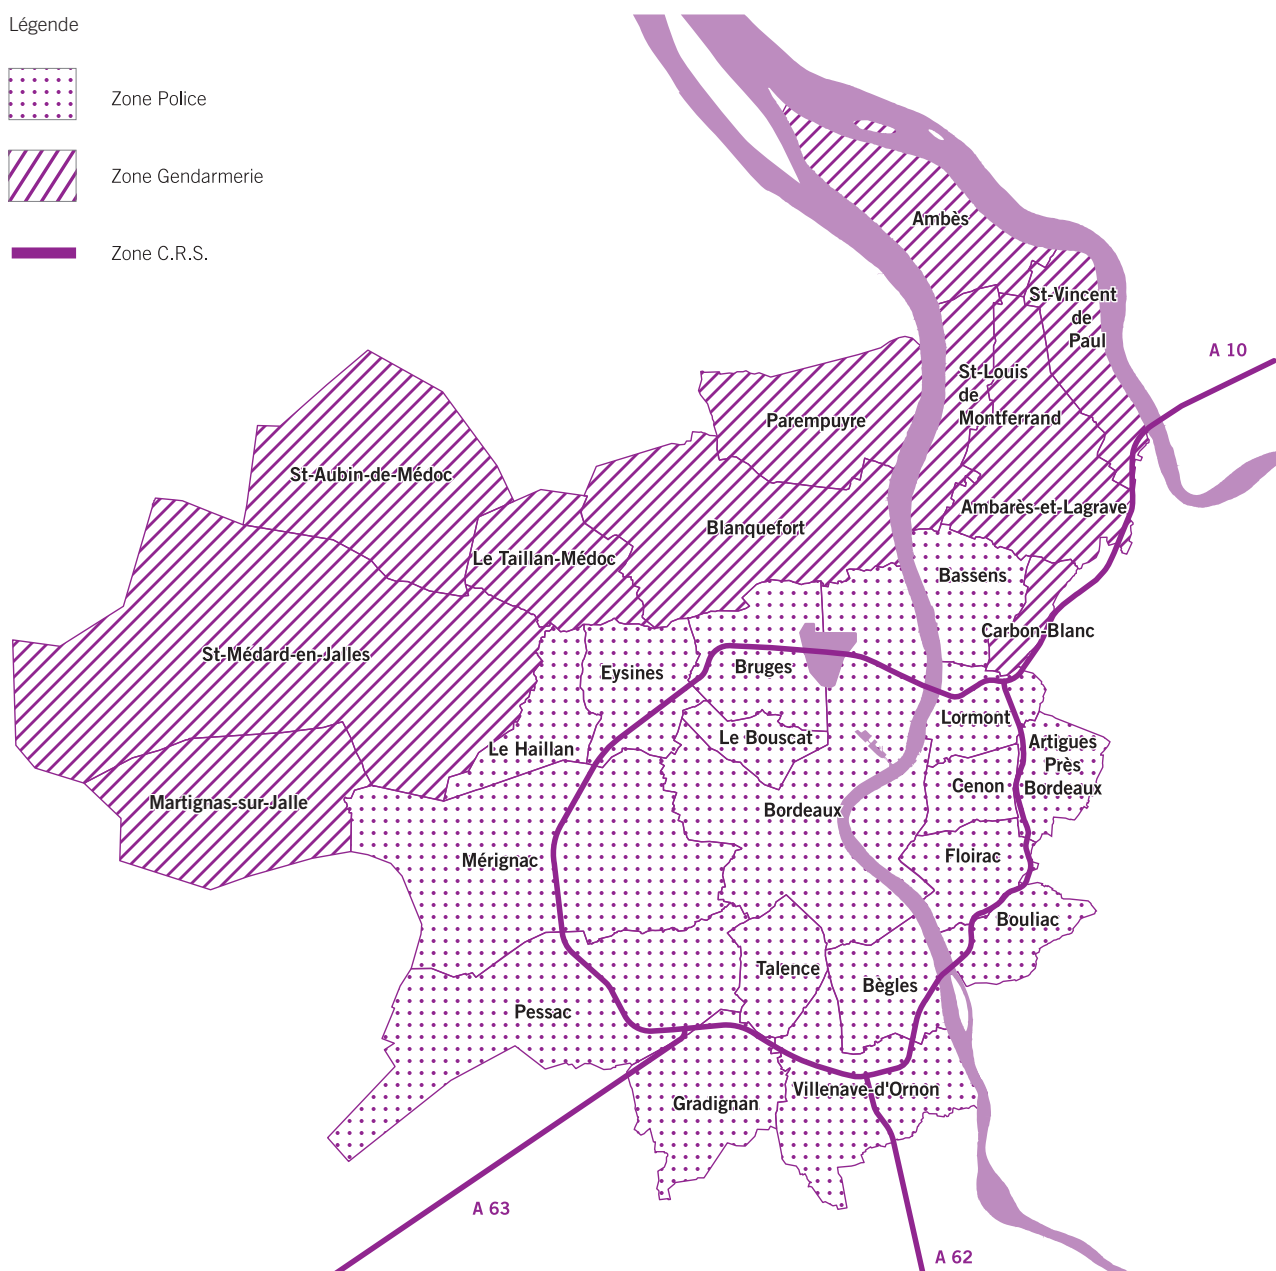 Légende
Zone Police
Zone Gendarmerie
Zone C.R.S.
Ambès
St-Vincent
de
Paul
A 10
St-Louis
de
Montferrand
Parempuyre
St-Aubin-de-Médoc
Ambarès-et-Lagrave
Blanquefort
Le Taillan-Médoc
Bassens
Carbon-Blanc
St-Médard-en-Jalles
Bruges
Eysines
Lormont
Le Bouscat
Le Haillan
Artigues
Près
Bordeaux
Cenon
Martignas-sur-Jalle
Bordeaux
Mérignac
Floirac
Bouliac
Talence
Bègles
Pessac
Villenave-d'Ornon
Gradignan
A 63
A 62